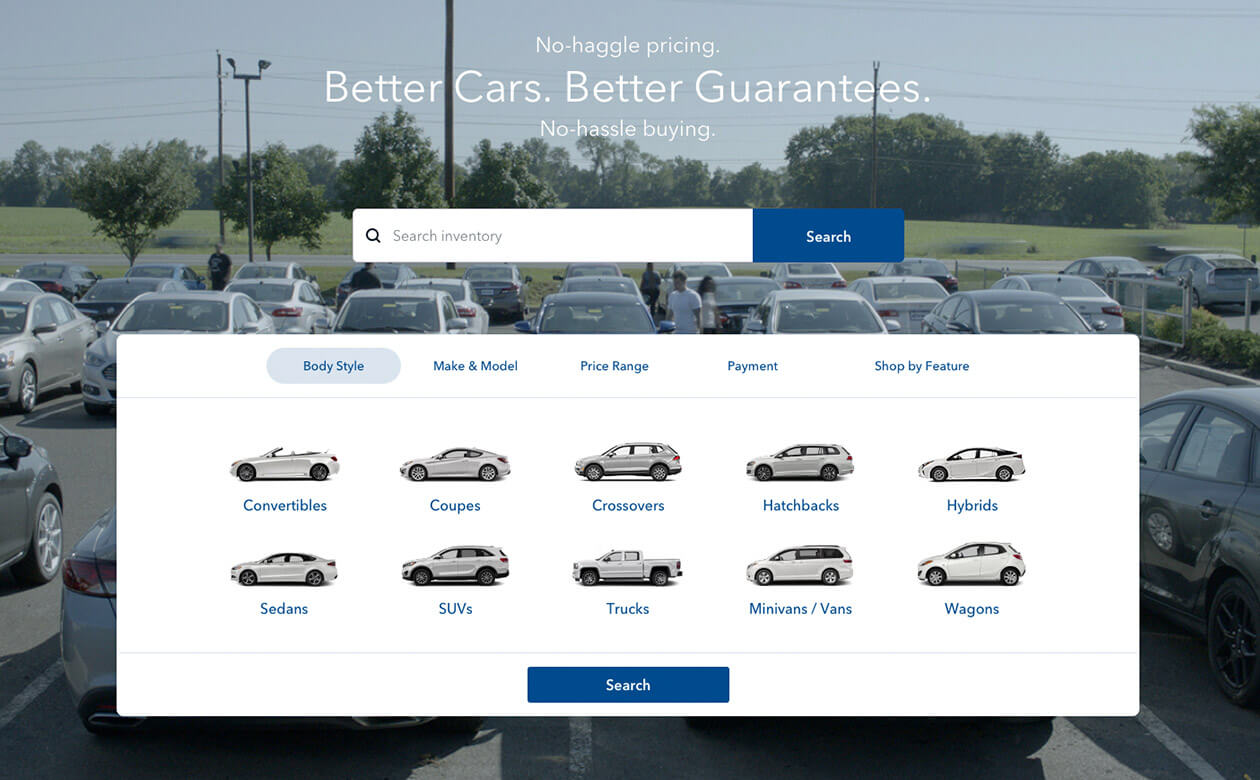 No-haggle pricing.
Better Cars. Better Guarantees.
No-hassle buying.
Search inventory
Search
Body Style
Make & Model
Price Range
Payment
Shop by Feature
Convertibles
Coupes
Crossovers
Hatchbacks
Hybrids
Sedans
SUVs
Trucks
Minivans / Vans
Wagons
Search